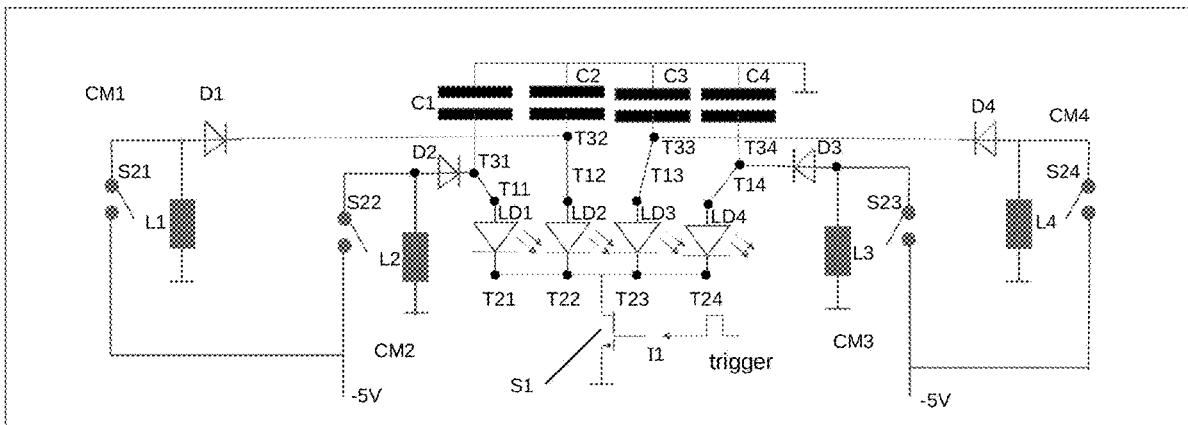 C2 C3 C4
CM1 D1 C1 D4 CM4
T32 T33
D2 T31 T34 D3
S21 T11 T12 T13 T14 S24
L1 S22 LD1 LD2 LD3 LD4 S23 L4
L2 L3
T21 T22 T23 T24
CM2 I1 trigger CM3
S1
-5V -5V